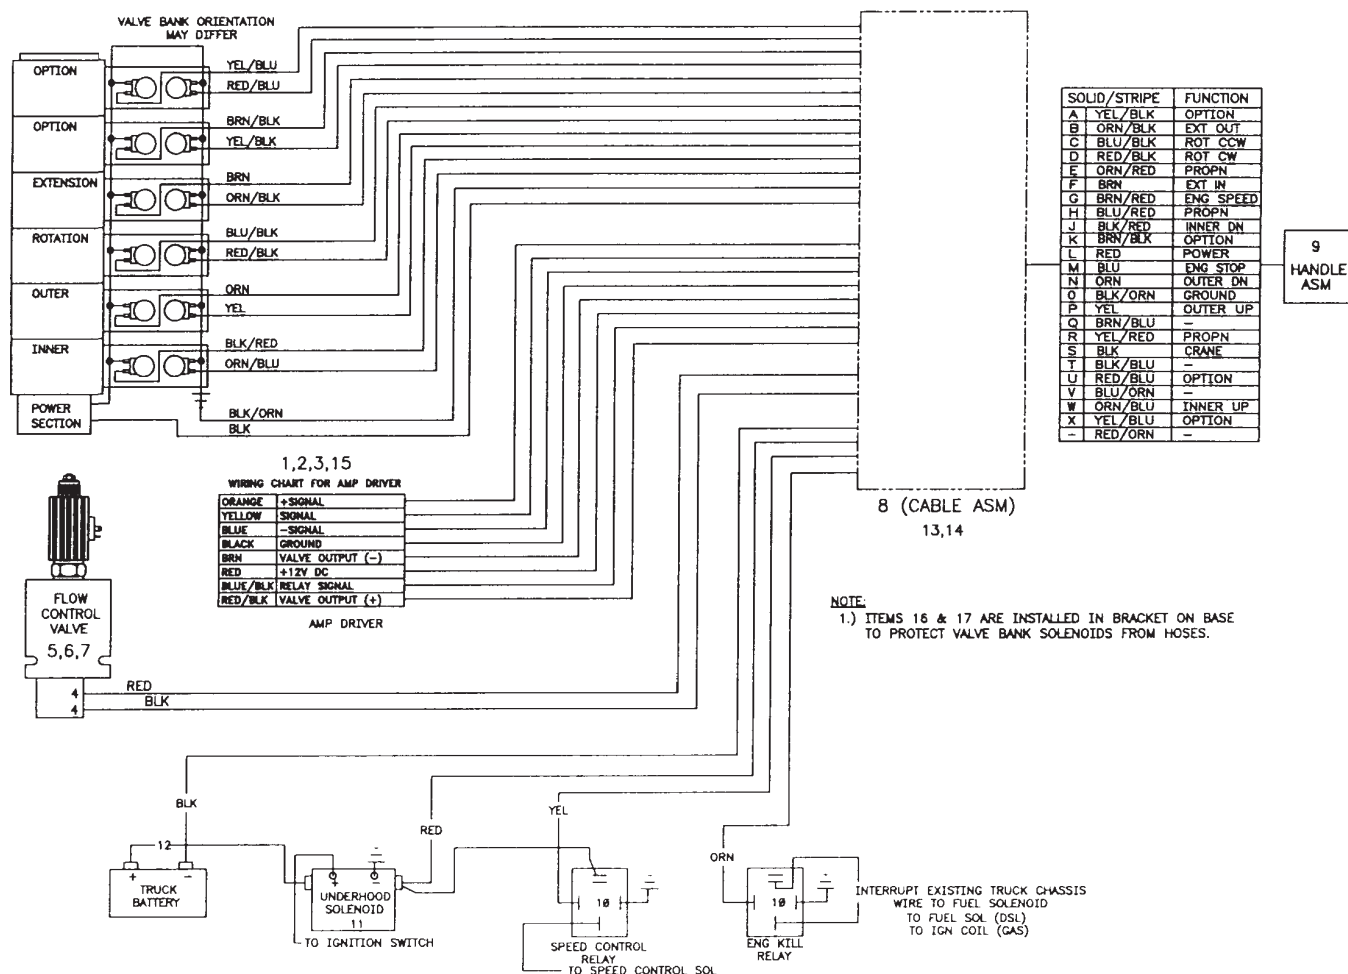 VALVE BANK ORIENTATION
MAY DIFFER
OPTION
YEL/BLU
RED/BLU
OPTION
BRN/BLK
YEL/BLK
EXTENSION
BRN
ORN/BLK
ROTATION
BLU/BLK
RED/BLK
OUTER
ORN
YEL
INNER
BLK/RED
ORN/BLU
POWER
SECTION
BLK/ORN
BLK
SOLID/STRIPE FUNCTION
A YEL/BLK OPTION
B ORN/BLK EXT OUT
C BLU/BLK ROT CCW
D RED/BLK ROT CW
E ORN/RED PROPN
F BRN EXT IN
G BRN/RED ENG SPEED
H BLU/RED PROPN
J BLK/RED INNER DN
K BRN/BLK OPTION
L RED POWER
M BLU ENG STOP
N ORN OUTER DN
O BLK/ORN GROUND
P YEL OUTER UP
Q BRN/BLU –
R YEL/RED PROPN
S BLK CRANE
T BLK/BLU –
U RED/BLU OPTION
V BLU/ORN –
W ORN/BLU INNER UP
X YEL/BLU OPTION
– RED/ORN –
9
HANDLE
ASM
1,2,3,15
WIRING CHART FOR AMP DRIVER
ORANGE +SIGNAL
YELLOW SIGNAL
BLUE -SIGNAL
BLACK GROUND
BRN VALVE OUTPUT (-)
RED +12V DC
BLUE/BLK RELAY SIGNAL
RED/BLK VALVE OUTPUT (+)
AMP DRIVER
8 (CABLE ASM)
13,14
FLOW
CONTROL
VALVE
5,6,7
4
4
RED
BLK
NOTE:
1.) ITEMS 16 & 17 ARE INSTALLED IN BRACKET ON BASE
TO PROTECT VALVE BANK SOLENOIDS FROM HOSES.
BLK
12
+ -
TRUCK
BATTERY
RED
+ -
UNDERHOOD
SOLENOID
11
TO IGNITION SWITCH
YEL
10
SPEED CONTROL
RELAY
TO SPEED CONTROL SOL
ORN
10
ENG KILL
RELAY
INTERRUPT EXISTING TRUCK CHASSIS
WIRE TO FUEL SOLENOID
TO FUEL SOL (DSL)
TO IGN COIL (GAS)